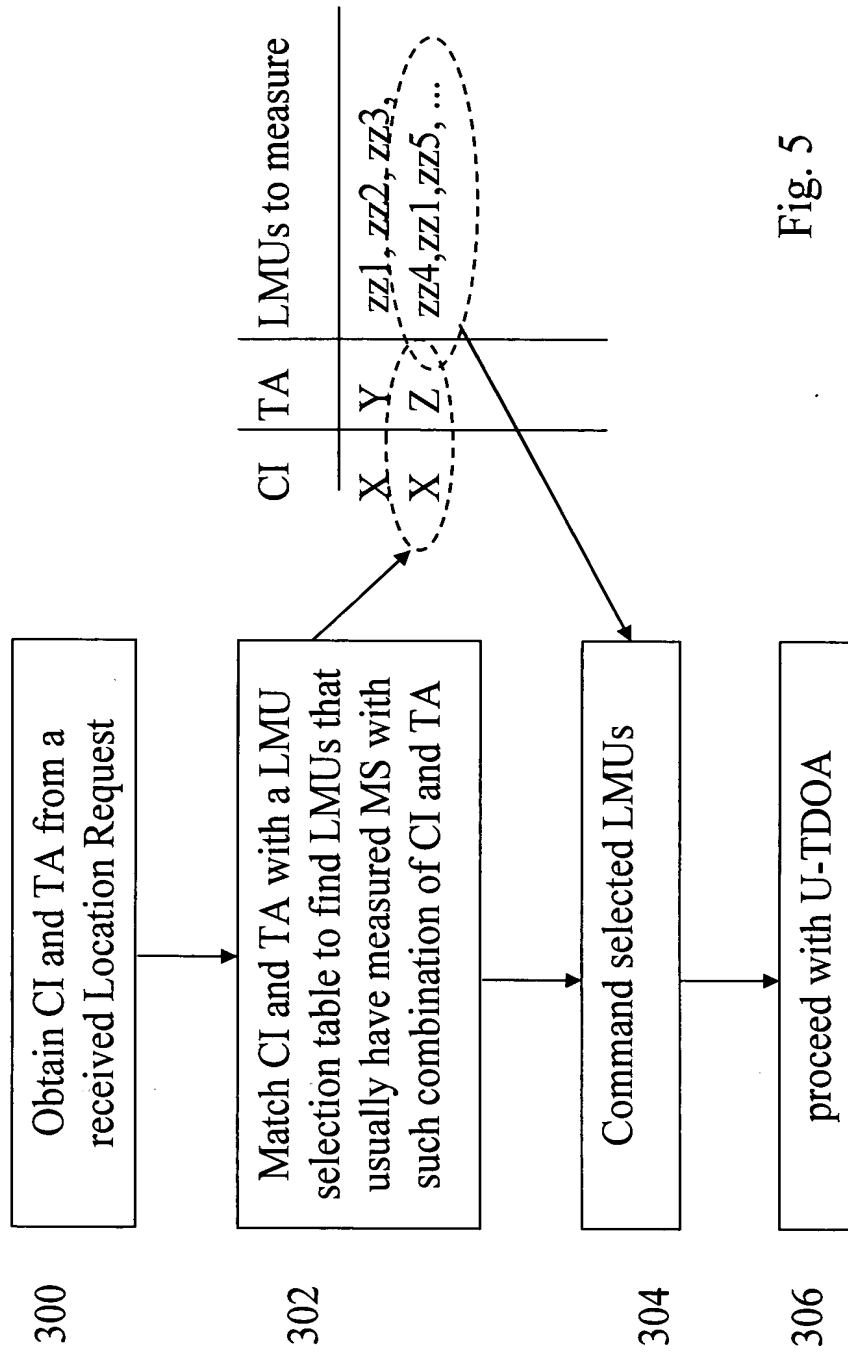 300
Obtain CI and TA from a
received Location Request
302
Match CI and TA with a LMU
selection table to find LMUs that
usually have measured MS with
such combination of CI and TA
CI TA LMUs to measure
X Y zz1, zz2, zz3,
X Z zz4,zz1,zz5, ...
304
Command selected LMUs
306
proceed with U-TDOA
Fig. 5